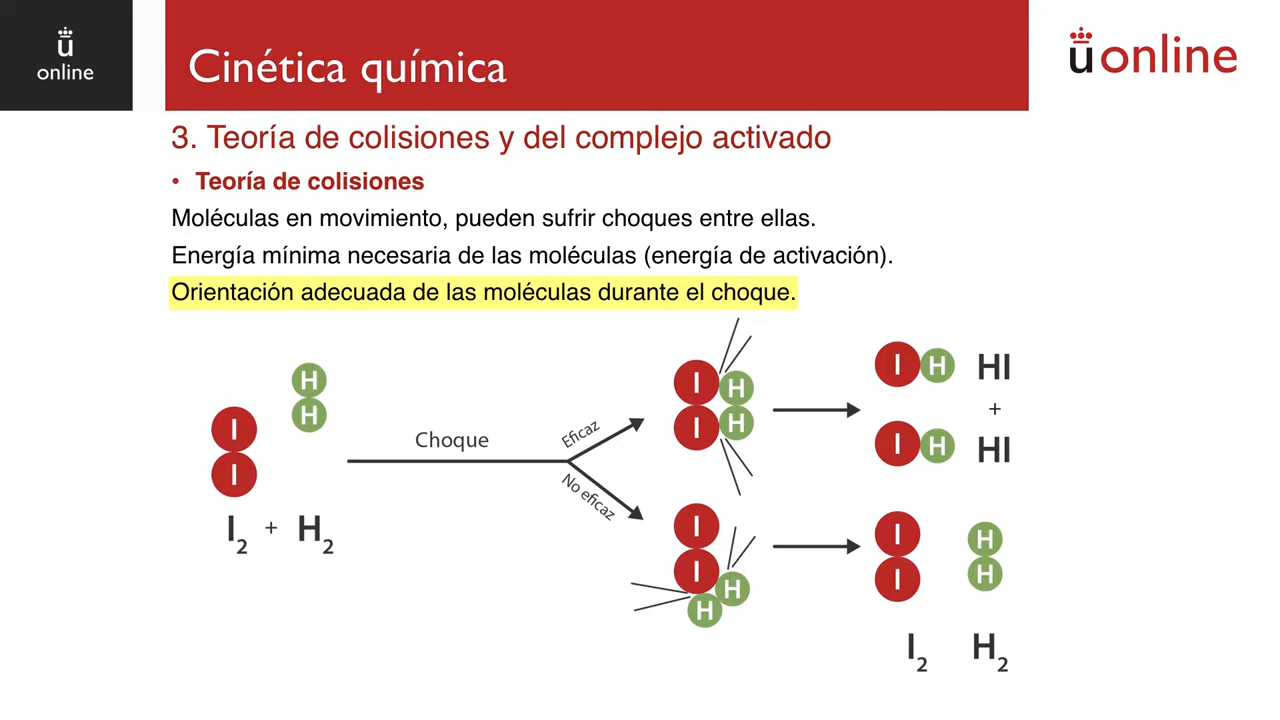 ü
online
Cinética química
üonline
3. Teoría de colisiones y del complejo activado
• Teoría de colisiones
Moléculas en movimiento, pueden sufrir choques entre ellas.
Energía mínima necesaria de las moléculas (energía de activación).
Orientación adecuada de las moléculas durante el choque.
H
H
I
I
I₂ + H₂
Choque
Eficaz
No eficaz
I H
I H
I H HI
+
I H HI
I
I
H
H
I
I
H
H
I₂ H₂